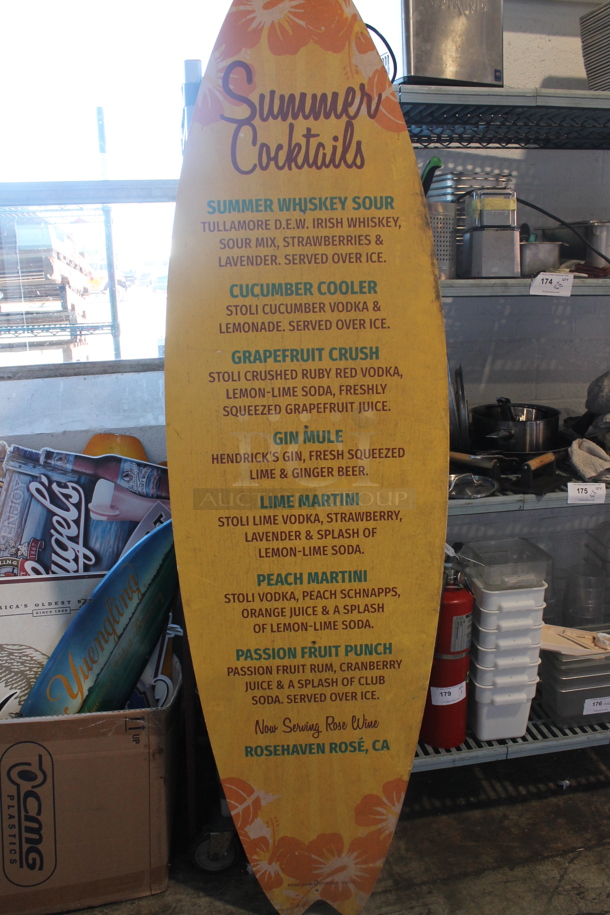 Summer
Cocktails
SUMMER WHISKEY SOUR
TULLAMORE D.E.W. IRISH WHISKEY,
SOUR MIX, STRAWBERRIES &
LAVENDER. SERVED OVER ICE.
CUCUMBER COOLER
STOLI CUCUMBER VODKA &
LEMONADE. SERVED OVER ICE.
GRAPEFRUIT CRUSH
STOLI CRUSHED RUBY RED VODKA,
LEMON-LIME SODA, FRESHLY
SQUEEZED GRAPEFRUIT JUICE.
GIN MULE
HENDRICK'S GIN, FRESH SQUEEZED
LIME & GINGER BEER.
LIME MARTINI
STOLI LIME VODKA, STRAWBERRY,
LAVENDER & SPLASH OF
LEMON-LIME SODA.
PEACH MARTINI
STOLI VODKA, PEACH SCHNAPPS,
ORANGE JUICE & A SPLASH
OF LEMON-LIME SODA.
PASSION FRUIT PUNCH
PASSION FRUIT RUM, CRANBERRY
JUICE & A SPLASH OF CLUB
SODA. SERVED OVER ICE.
Now Serving Rose Wine
ROSEHAVEN ROSÉ, CA
Yuengling
CMG
PLASTICS
174
175
176
179